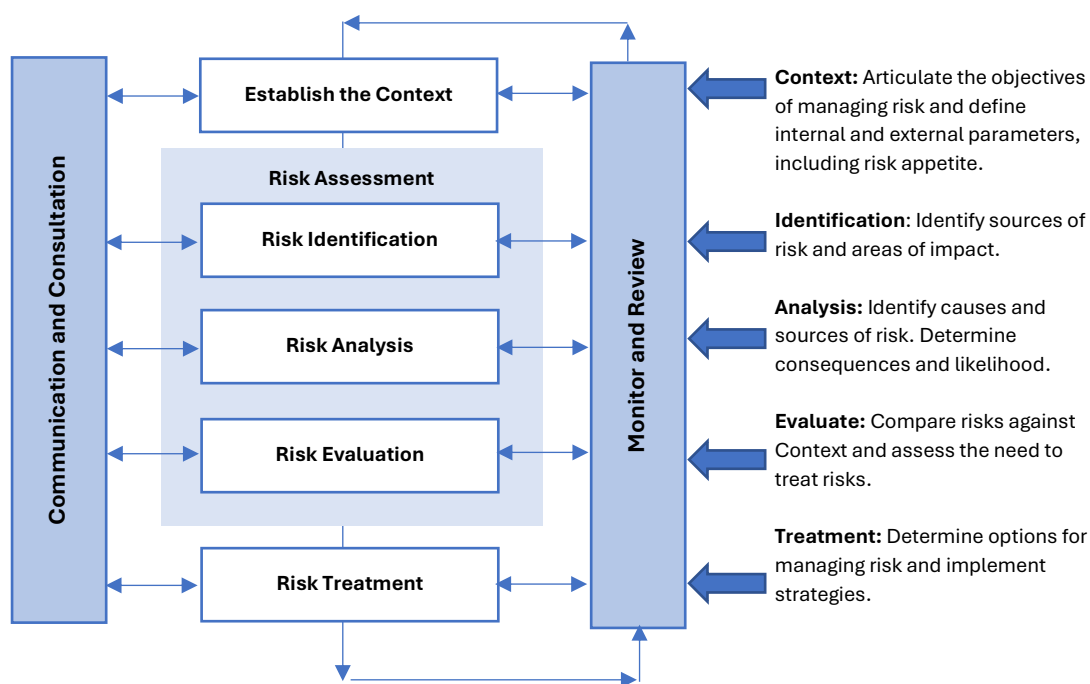 Communication and Consultation
Establish the Context
Risk Assessment
Risk Identification
Risk Analysis
Risk Evaluation
Risk Treatment
Monitor and Review
Context: Articulate the objectives
of managing risk and define
internal and external parameters,
including risk appetite.
Identification: Identify sources of
risk and areas of impact.
Analysis: Identify causes and
sources of risk. Determine
consequences and likelihood.
Evaluate: Compare risks against
Context and assess the need to
treat risks.
Treatment: Determine options for
managing risk and implement
strategies.